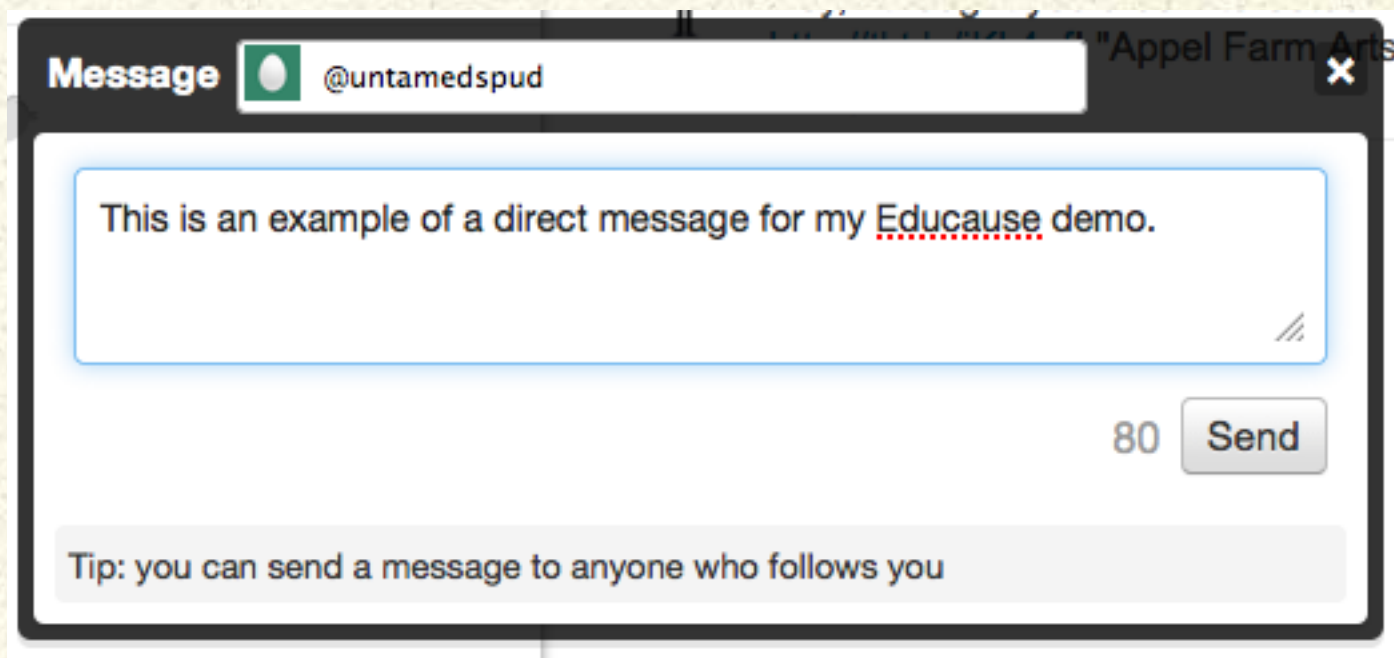 "Appel Farm Arts
Message @untamedspud
This is an example of a direct message for my Educause demo.
80 Send
Tip: you can send a message to anyone who follows you